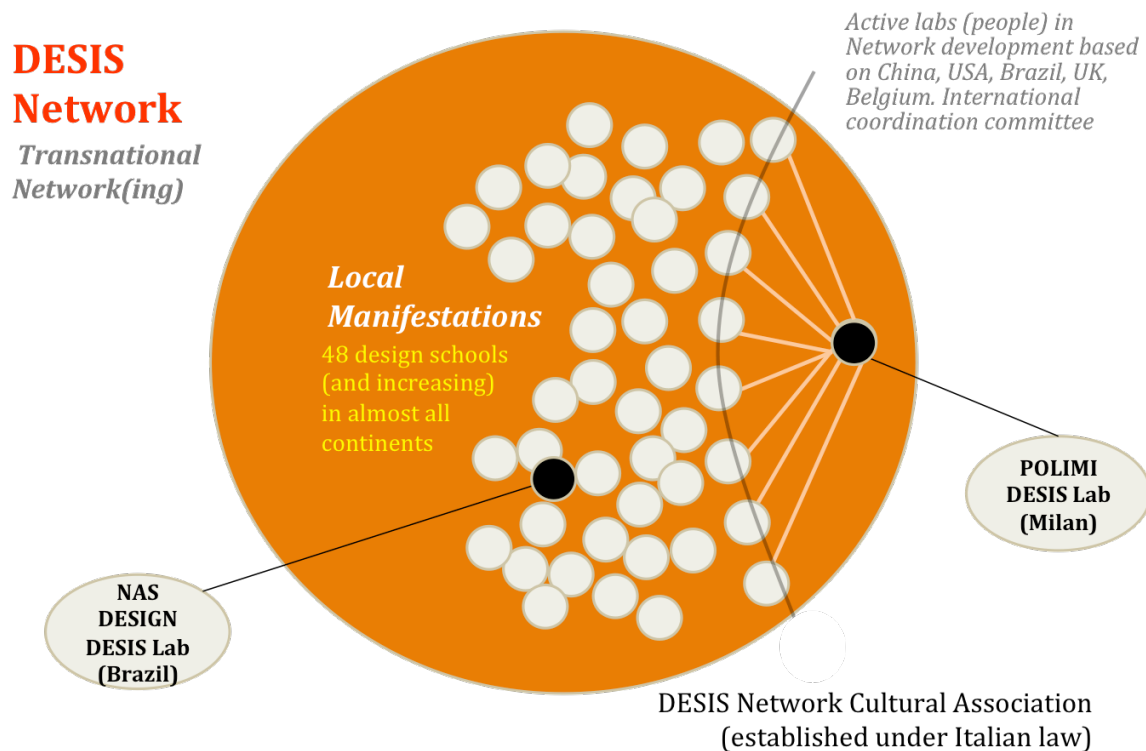 DESIS
Network
Transnational
Network(ing)
Active labs (people) in
Network development based
on China, USA, Brazil, UK,
Belgium. International
coordination committee
Local
Manifestations
48 design schools
(and increasing)
in almost all
continents
POLIMI
DESIS Lab
(Milan)
NAS
DESIGN
DESIS Lab
(Brazil)
DESIS Network Cultural Association
(established under Italian law)